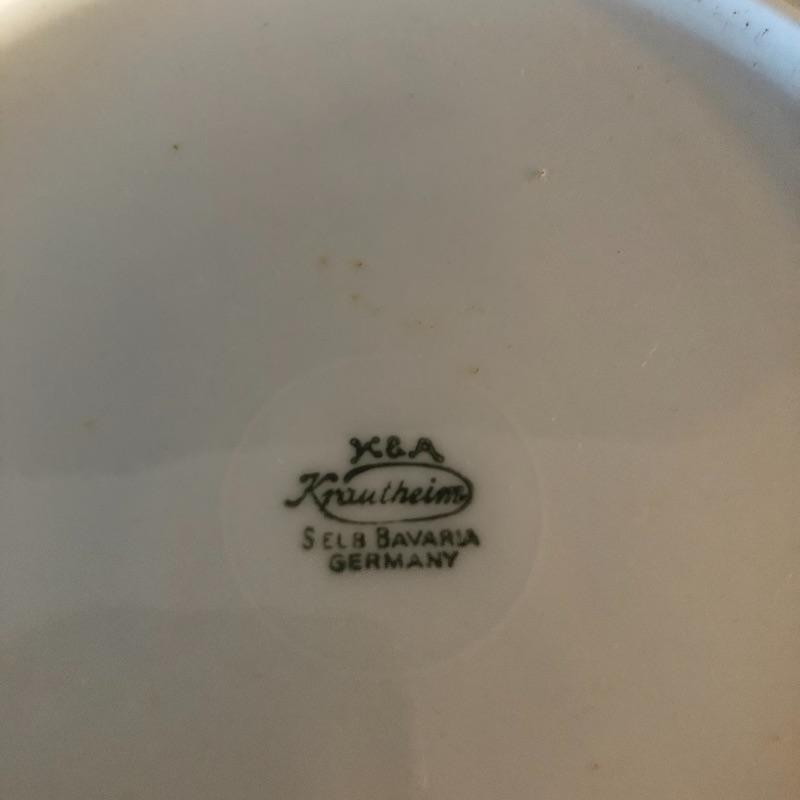 K&A
Krautheim
SELB BAVARIA
GERMANY